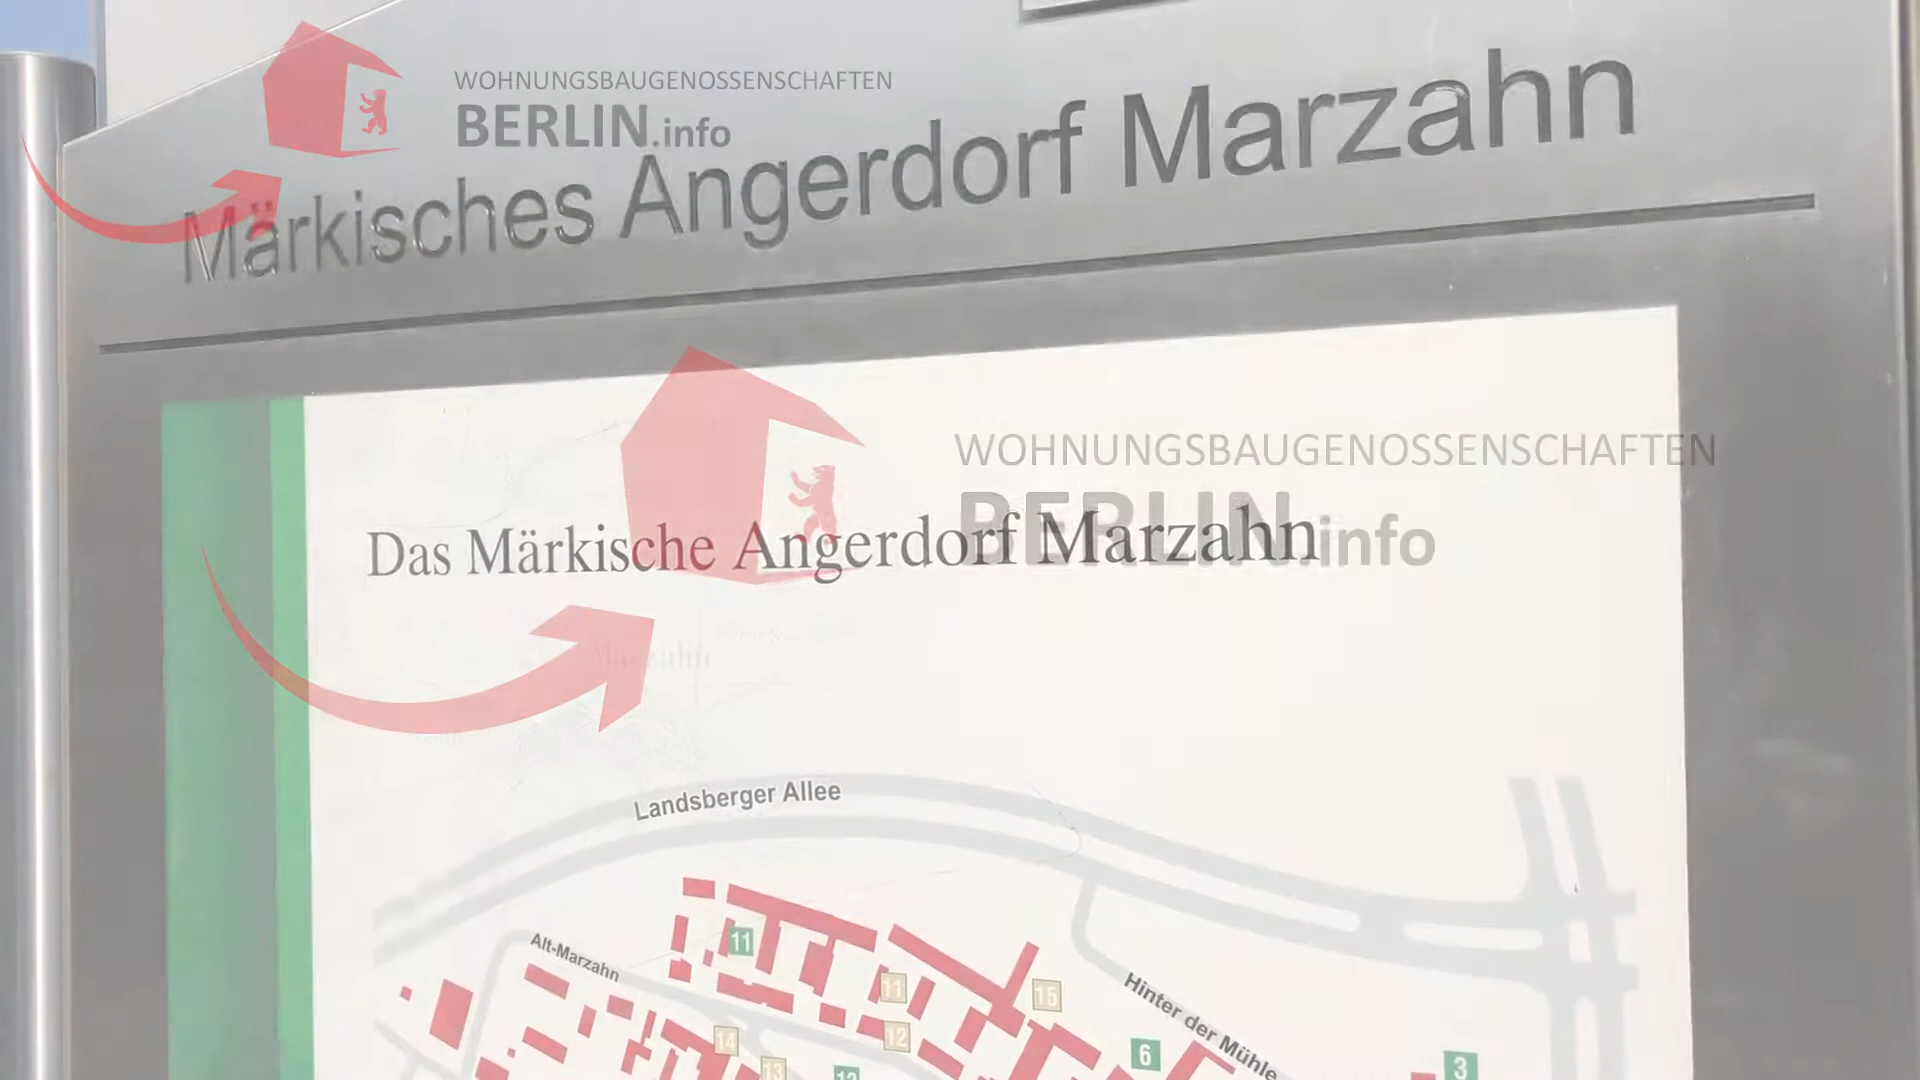 WOHNUNGSBAUGENOSSENSCHAFTEN
BERLIN.info
Märkisches Angerdorf Marzahn
WOHNUNGSBAUGENOSSENSCHAFTEN
BERLIN.info
Das Märkische Angerdorf Marzahn
Marzahn
Landsberger Allee
11
Alt-Marzahn
11
15
Hinter der Mühle
14
12
6
3
13